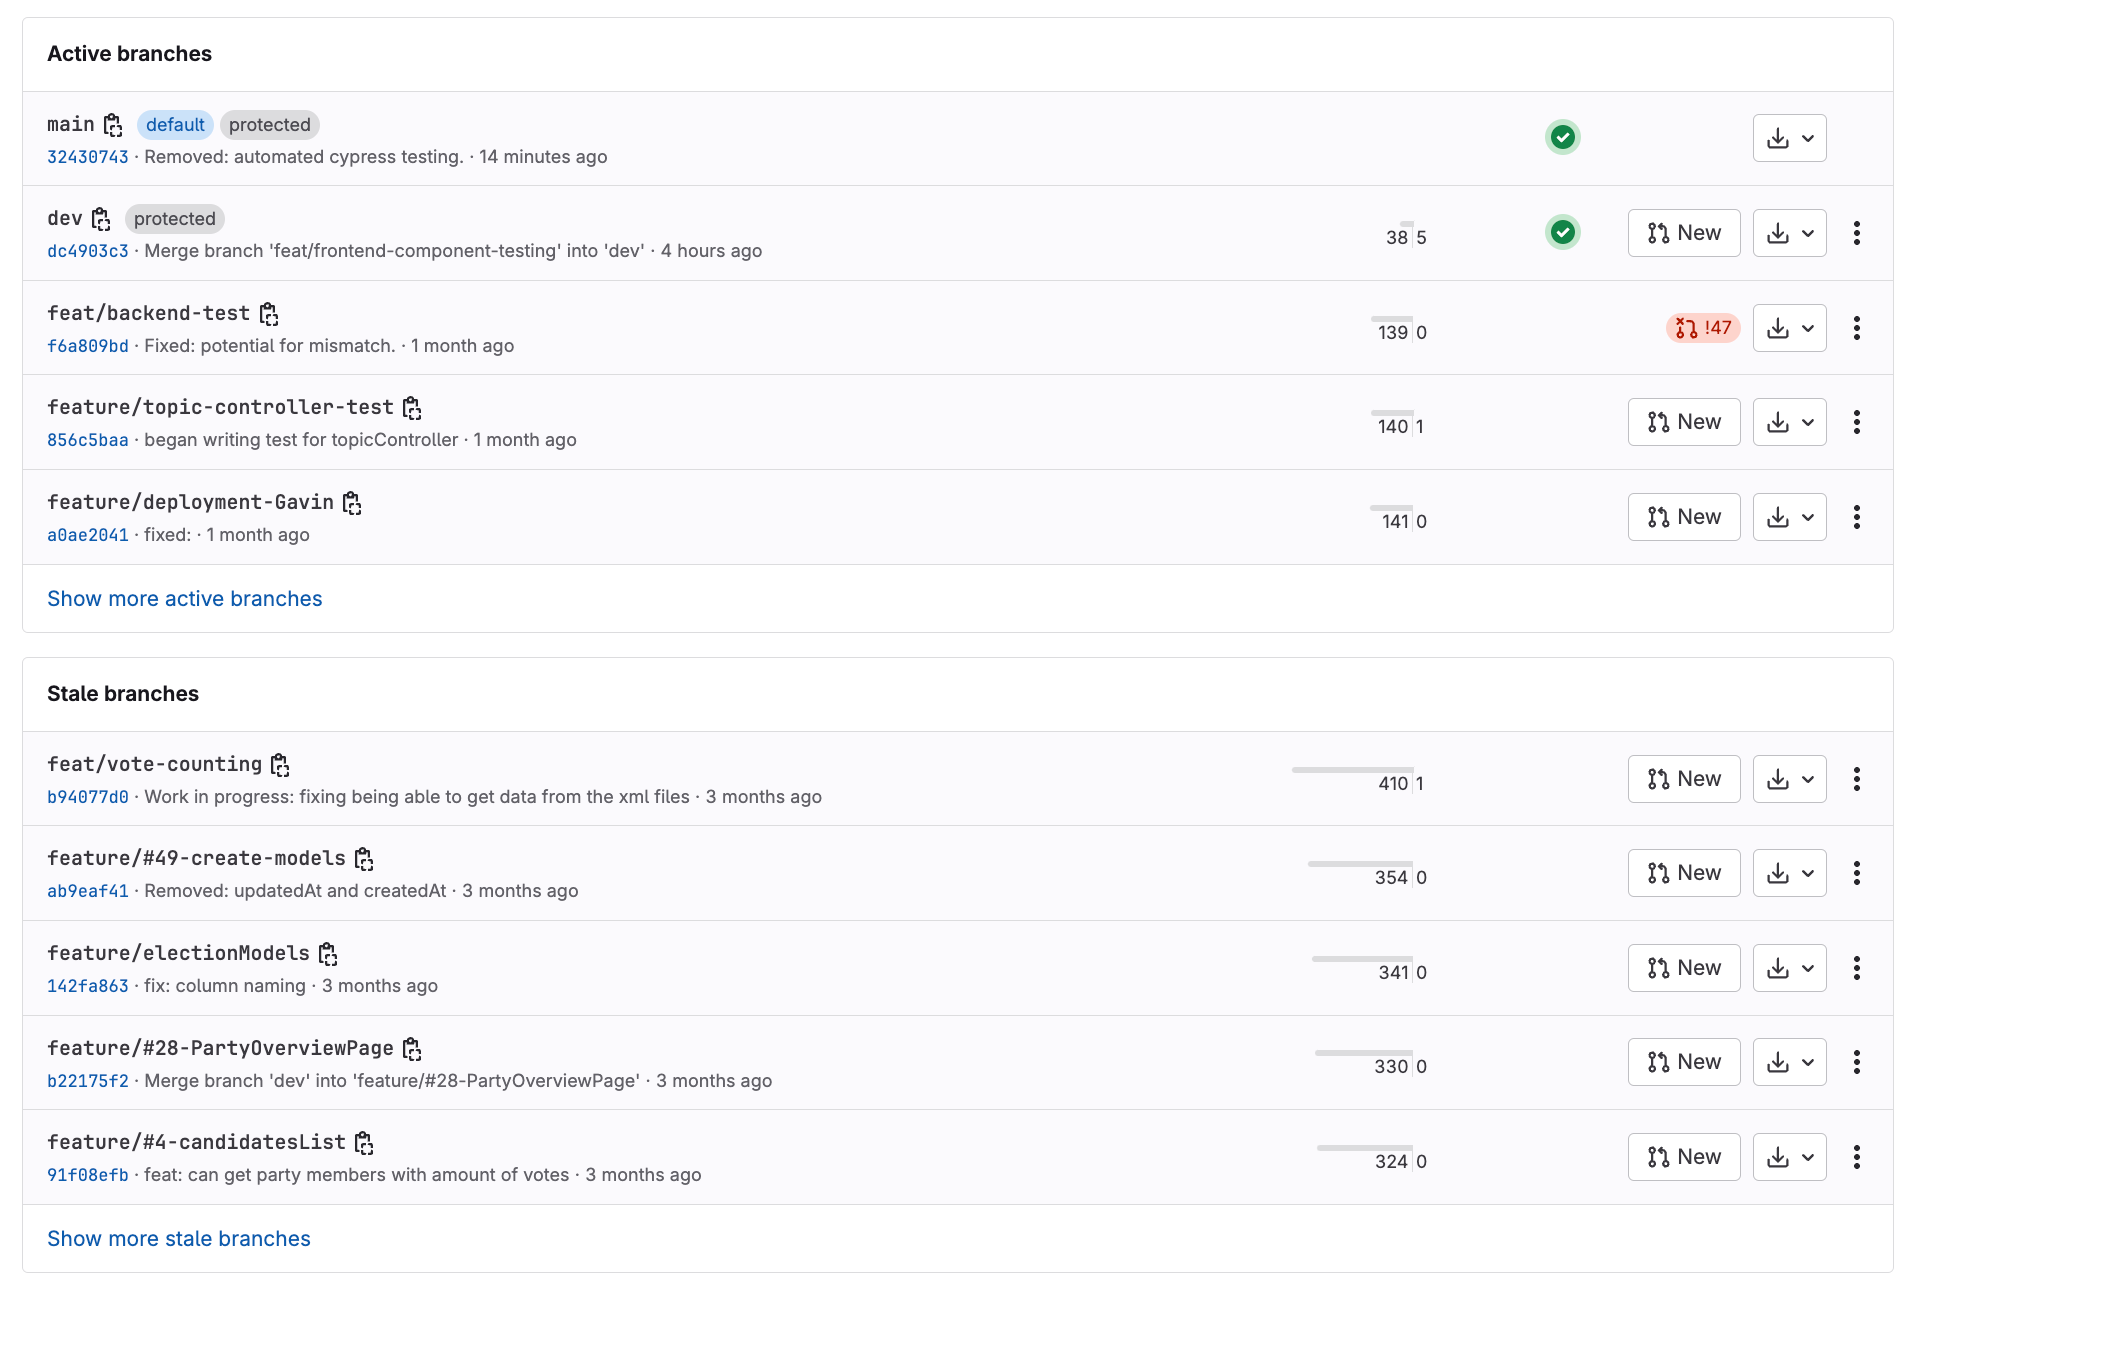 Active branches
main default protected
32430743 · Removed: automated cypress testing. · 14 minutes ago
dev protected
dc4903c3 · Merge branch 'feat/frontend-component-testing' into 'dev' · 4 hours ago
38 5
New
feat/backend-test
f6a809bd · Fixed: potential for mismatch. · 1 month ago
139 0
!47
feature/topic-controller-test
856c5baa · began writing test for topicController · 1 month ago
140 1
New
feature/deployment-Gavin
a0ae2041 · fixed: · 1 month ago
141 0
New
Show more active branches
Stale branches
feat/vote-counting
b94077d0 · Work in progress: fixing being able to get data from the xml files · 3 months ago
410 1
New
feature/#49-create-models
ab9eaf41 · Removed: updatedAt and createdAt · 3 months ago
354 0
New
feature/electionModels
142fa863 · fix: column naming · 3 months ago
341 0
New
feature/#28-PartyOverviewPage
b22175f2 · Merge branch 'dev' into 'feature/#28-PartyOverviewPage' · 3 months ago
330 0
New
feature/#4-candidatesList
91f08efb · feat: can get party members with amount of votes · 3 months ago
324 0
New
Show more stale branches